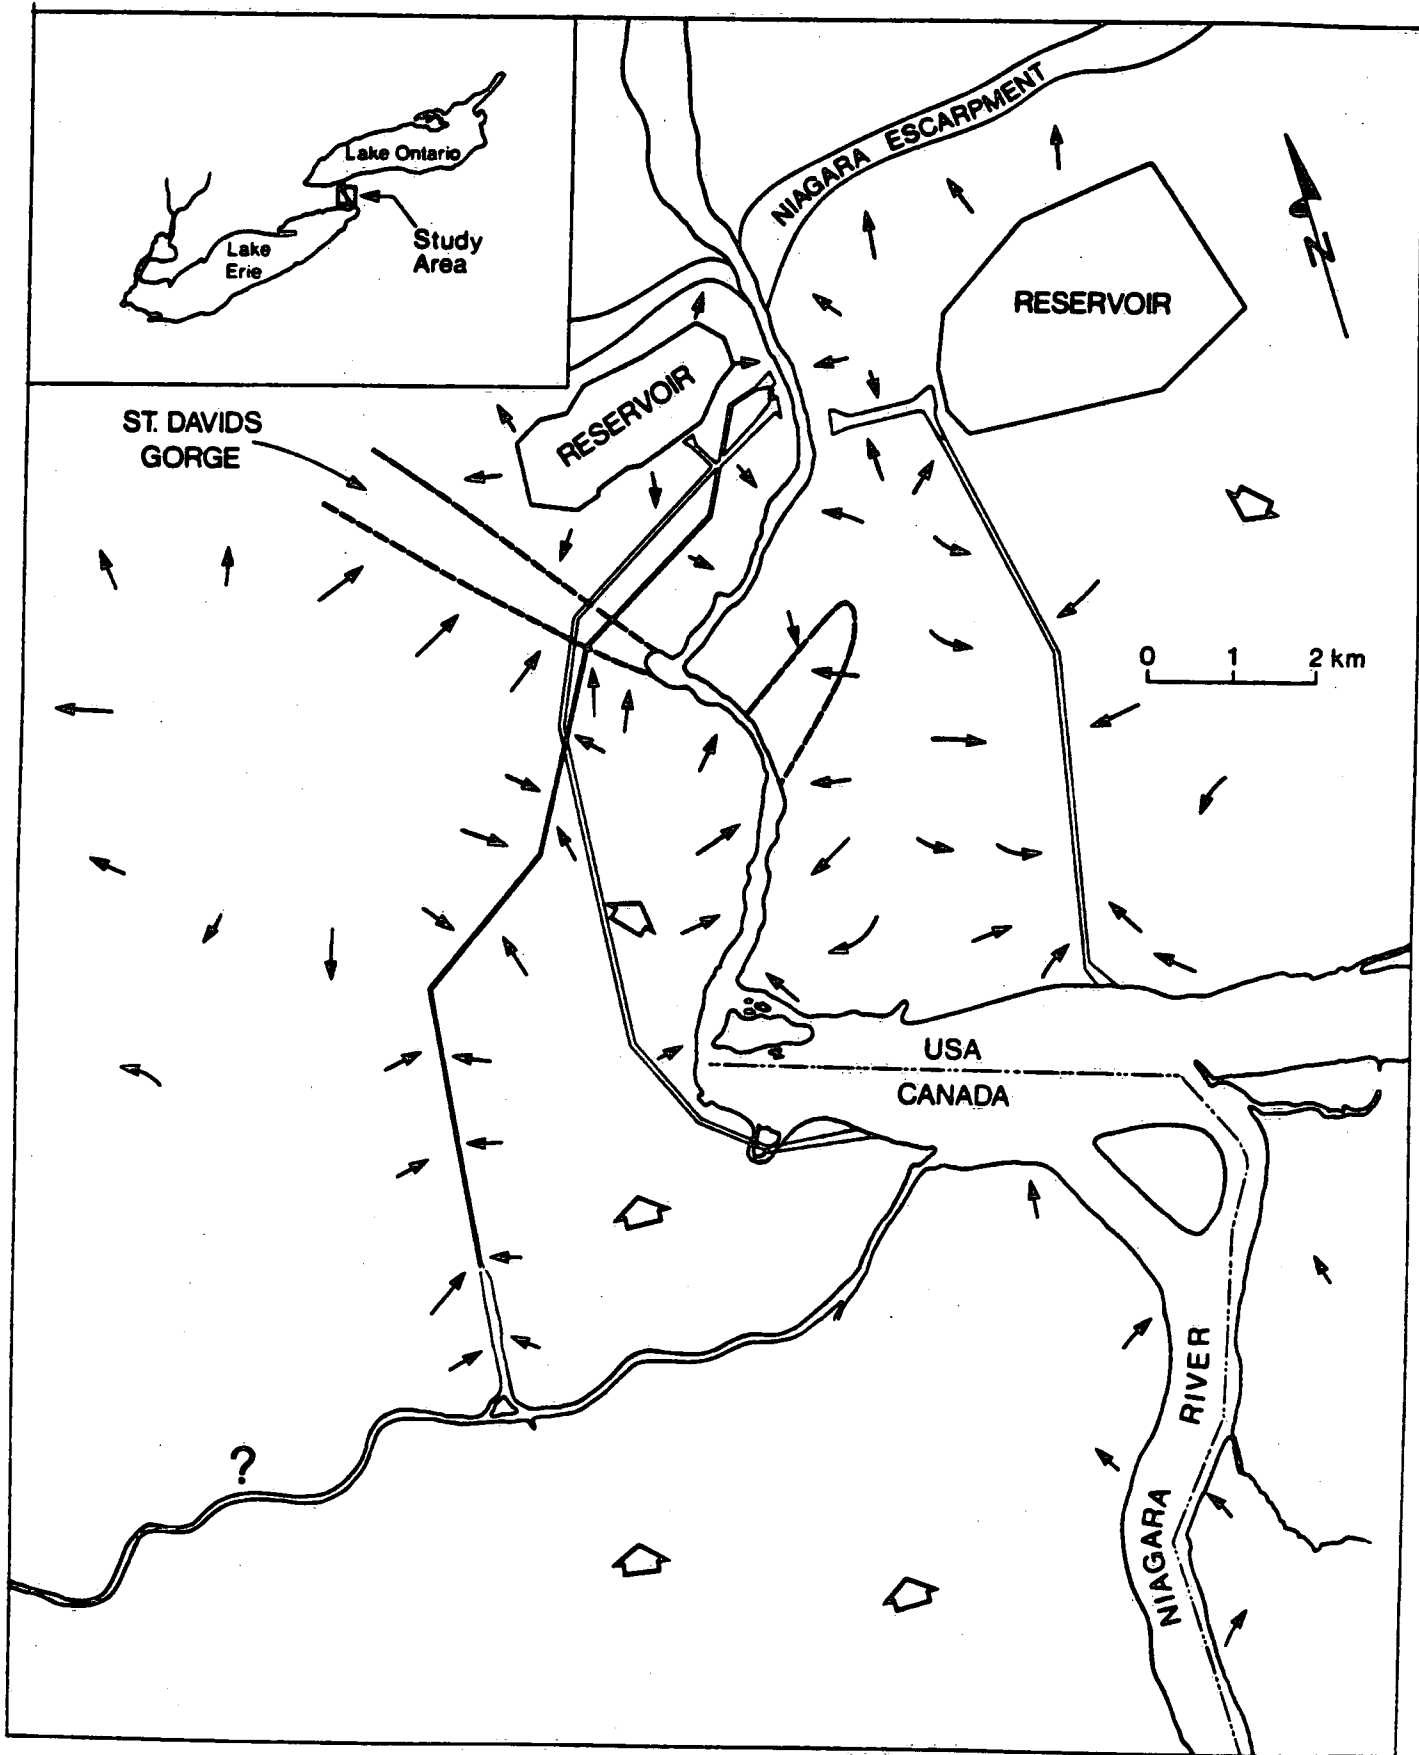 Lake Ontario
Lake
Erie
Study
Area
NIAGARA ESCARPMENT
N
RESERVOIR
RESERVOIR
ST. DAVIDS
GORGE
0 1 2 km
USA
CANADA
NIAGARA RIVER
?